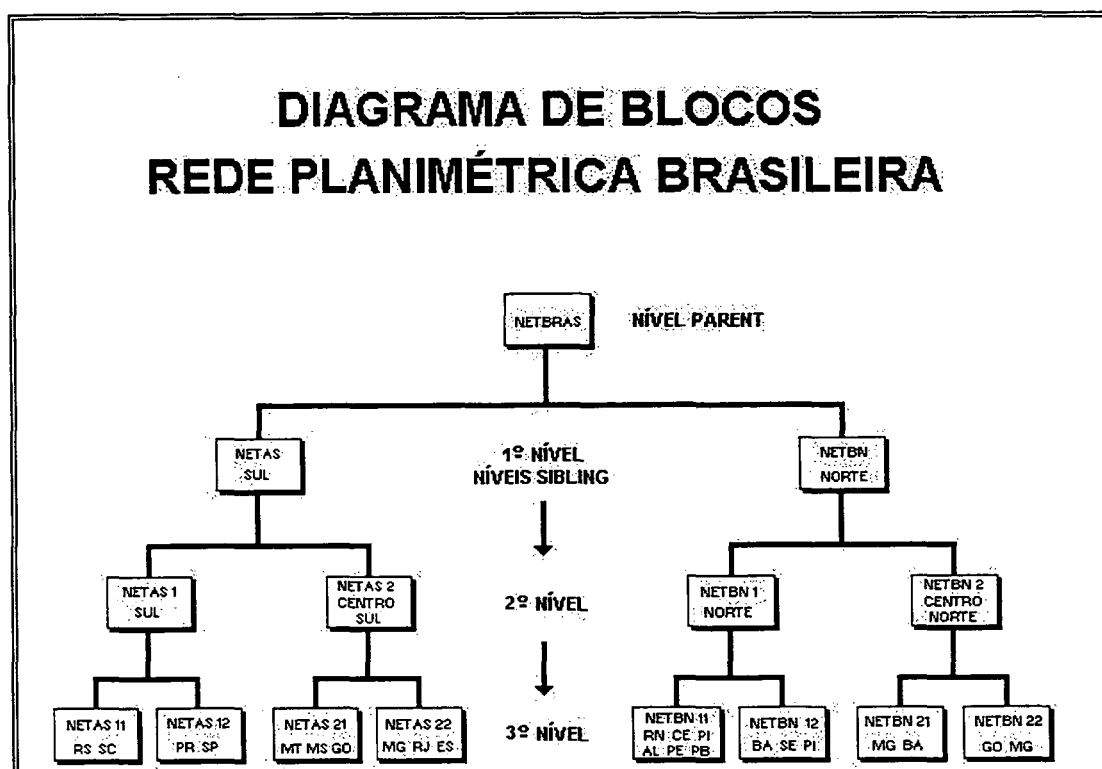 DIAGRAMA DE BLOCOS
REDE PLANIMÉTRICA BRASILEIRA
NETBRAS
NÍVEL PARENT
NETAS
SUL
1º NÍVEL
NÍVEIS SIBLING
NETBN
NORTE
NETAS 1
SUL
NETAS 2
CENTRO
SUL
2º NÍVEL
NETBN 1
NORTE
NETBN 2
CENTRO
NORTE
NETAS 11
RS SC
NETAS 12
PR SP
NETAS 21
MT MS GO
NETAS 22
MG RJ ES
3º NÍVEL
NETBN 11
RN CE PI
AL PE PB
NETBN 12
BA SE PI
NETBN 21
MG BA
NETBN 22
GO MG